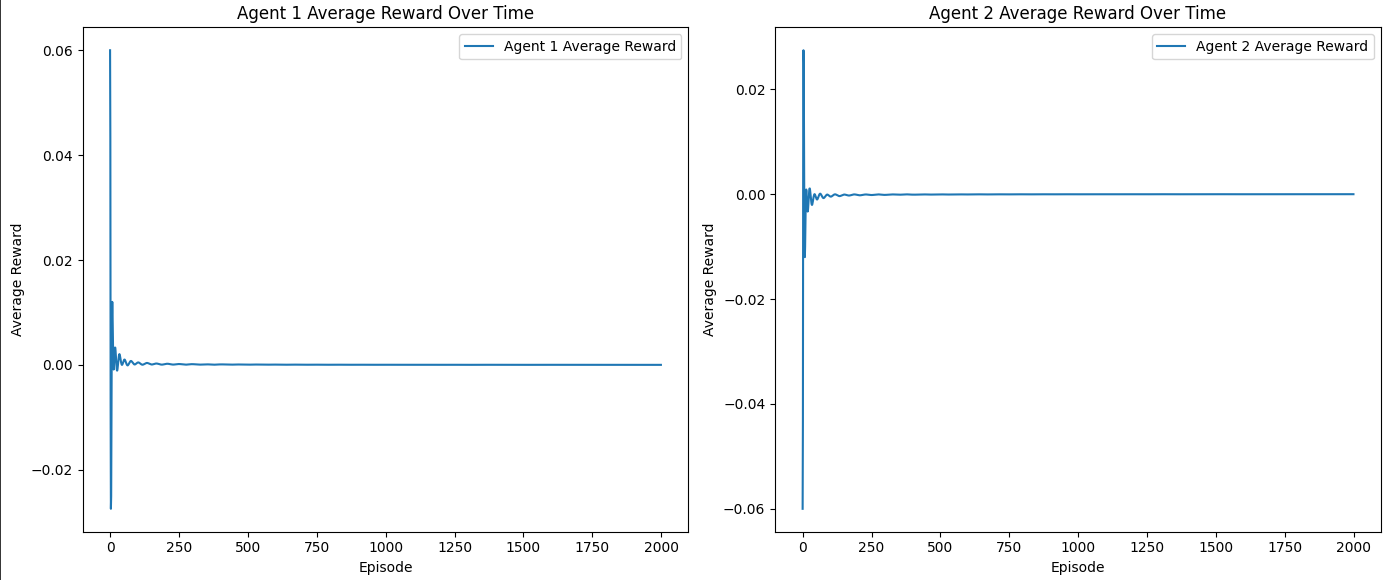 Agent 1 Average Reward Over Time
Agent 1 Average Reward
0.06
0.04
0.02
0.00
−0.02
Average Reward
0 250 500 750 1000 1250 1500 1750 2000
Episode
Agent 2 Average Reward Over Time
Agent 2 Average Reward
0.02
0.00
−0.02
−0.04
−0.06
Average Reward
0 250 500 750 1000 1250 1500 1750 2000
Episode